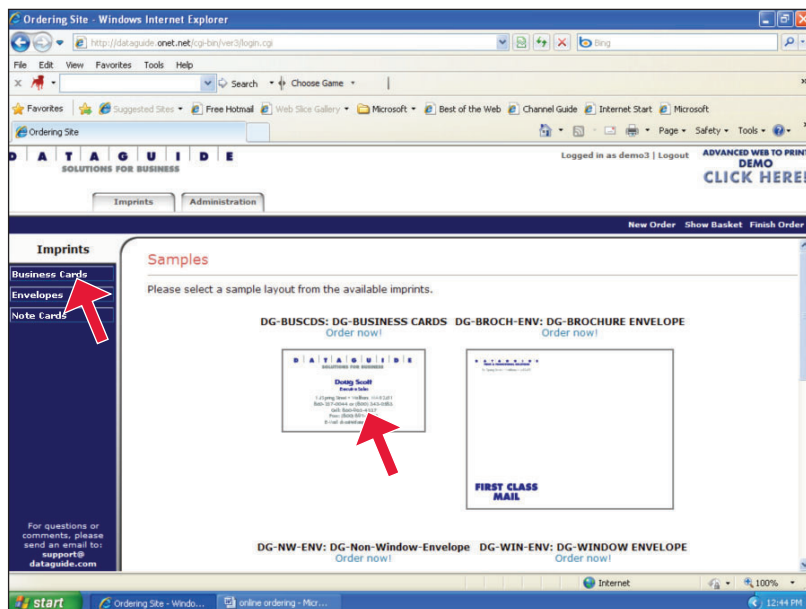 Ordering Site - Windows Internet Explorer
http://dataguide.onet.net/cgi-bin/ver3/login.cgi
Bing
File Edit View Favorites Tools Help
Search Choose Game
Favorites Suggested Sites Free Hotmail Web Slice Gallery Microsoft Best of the Web Channel Guide Internet Start Microsoft
Ordering Site
Page Safety Tools
DATAGUIDE
SOLUTIONS FOR BUSINESS
Logged in as demo3 | Logout
ADVANCED WEB TO PRINT
DEMO
CLICK HERE!
Imprints Administration
New Order Show Basket Finish Order
Imprints
Business Cards
Envelopes
Note Cards
Samples
Please select a sample layout from the available imprints.
DG-BUSCDS: DG-BUSINESS CARDS
Order now!
DATAGUIDE
SOLUTIONS FOR BUSINESS
Doug Scott
Executive Sales
DG-BROCH-ENV: DG-BROCHURE ENVELOPE
Order now!
FIRST CLASS
MAIL
DG-NW-ENV: DG-Non-Window-Envelope
Order now!
DG-WIN-ENV: DG-WINDOW ENVELOPE
Order now!
For questions or
comments, please
send an email to:
support@
dataguide.com
Internet
100%
start
Ordering Site - Windo...
online ordering - Micr...
12:44 PM